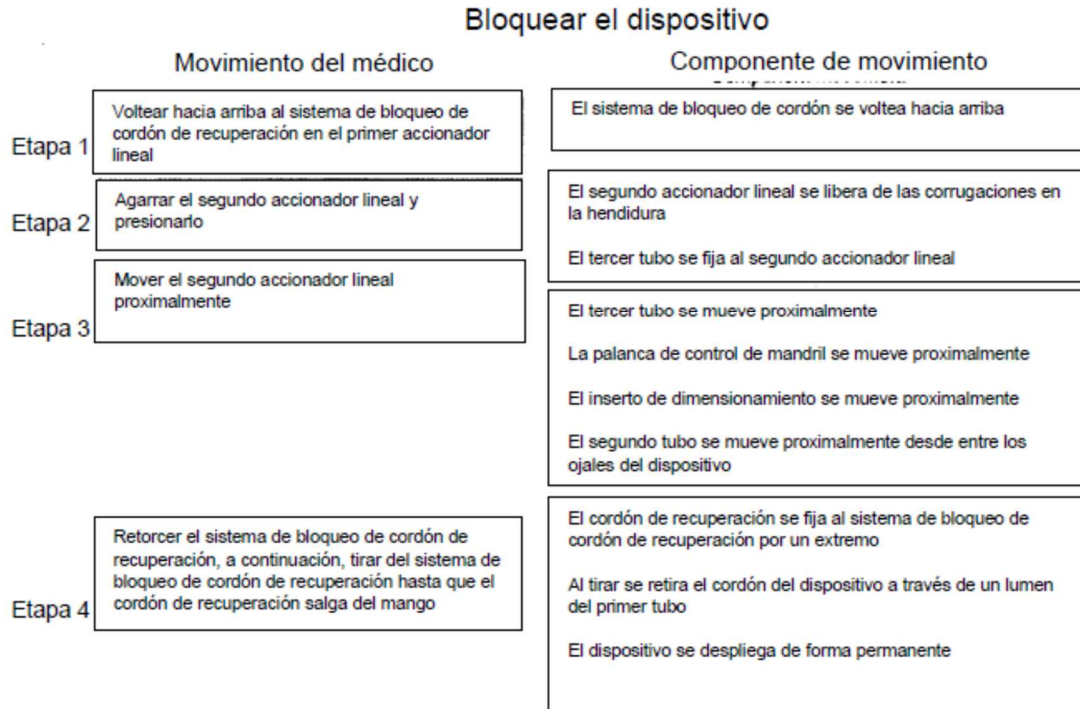 Bloquear el dispositivo
Movimiento del médico
Componente de movimiento
Etapa 1
Voltear hacia arriba al sistema de bloqueo de
cordón de recuperación en el primer accionador
lineal
El sistema de bloqueo de cordón se voltea hacia arriba
Etapa 2
Agarrar el segundo accionador lineal y
presionarlo
El segundo accionador lineal se libera de las corrugaciones en
la hendidura
El tercer tubo se fija al segundo accionador lineal
Etapa 3
Mover el segundo accionador lineal
proximalmente
El tercer tubo se mueve proximalmente
La palanca de control de mandril se mueve proximalmente
El inserto de dimensionamiento se mueve proximalmente
El segundo tubo se mueve proximalmente desde entre los
ojales del dispositivo
Etapa 4
Retorcer el sistema de bloqueo de cordón de
recuperación, a continuación, tirar del sistema de
bloqueo de cordón de recuperación hasta que el
cordón de recuperación salga del mango
El cordón de recuperación se fija al sistema de bloqueo de
cordón de recuperación por un extremo
Al tirar se retira el cordón del dispositivo a través de un lumen
del primer tubo
El dispositivo se despliega de forma permanente